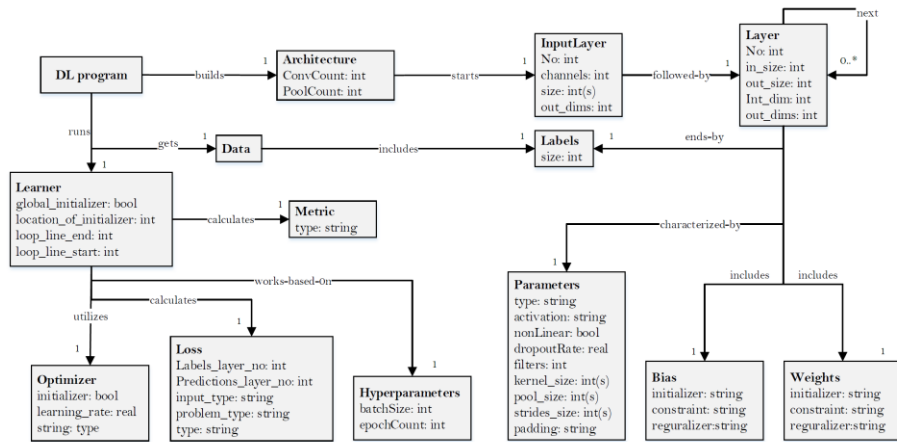 next
DL program
builds
1
Architecture
ConvCount: int
PoolCount: int
starts
1
InputLayer
No: int
channels: int
size: int(s)
out_dims: int
followed-by
1
Layer
No: int
in_size: int
out_size: int
Int_dim: int
out_dims: int
0..*
runs
1
gets
1
Data
includes
1
Labels
size: int
1
ends-by
Learner
global_initializer: bool
location_of_initializer: int
loop_line_end: int
loop_line_start: int
calculates
1
Metric
type: string
characterized-by
1
works-based-0n
calculates
utilizes
includes
includes
1
Optimizer
initializer: bool
learning_rate: real
string: type
1
Loss
Labels_layer_no: int
Predictions_layer_no: int
input_type: string
problem_type: string
type: string
1
Hyperparameters
batchSize: int
epochCount: int
Parameters
type: string
activation: string
nonLinear: bool
dropoutRate: real
filters: int
kernel_size: int(s)
pool_size: int(s)
strides_size: int(s)
padding: string
1
Bias
initializer: string
constraint: string
reguralizer:string
1
Weights
initializer: string
constraint: string
reguralizer:string